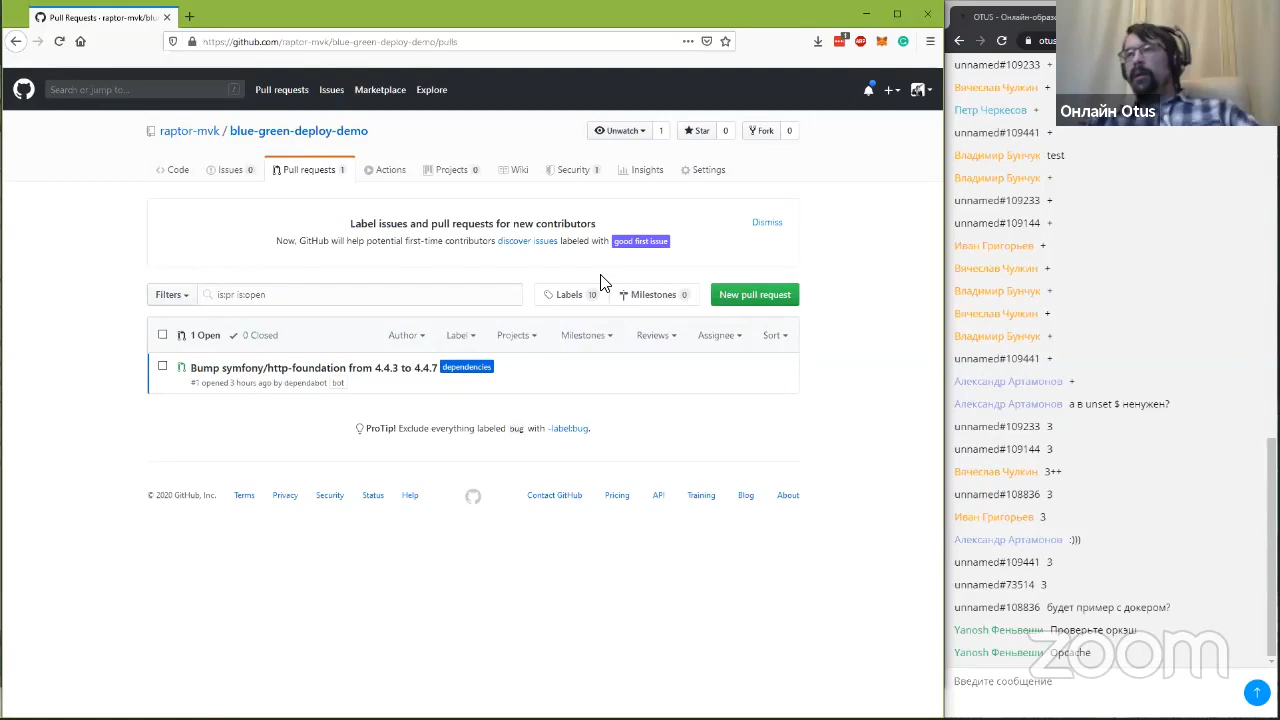 Pull Requests · raptor-mvk/blu
https://github.com/raptor-mvk/blue-green-deploy-demo/pulls
1
Search or jump to...
/
Pull requests
Issues
Marketplace
Explore
raptor-mvk / blue-green-deploy-demo
Unwatch 1
Star 0
Fork 0
Code
Issues 0
Pull requests 1
Actions
Projects 0
Wiki
Security 1
Insights
Settings
Label issues and pull requests for new contributors
Dismiss
Now, GitHub will help potential first-time contributors discover issues labeled with good first issue
Filters
is:pr is:open
Labels 10
Milestones 0
New pull request
1 Open
0 Closed
Author
Label
Projects
Milestones
Reviews
Assignee
Sort
Bump symfony/http-foundation from 4.4.3 to 4.4.7 dependencies
#1 opened 3 hours ago by dependabot bot
ProTip! Exclude everything labeled bug with -label:bug.
© 2020 GitHub, Inc.
Terms
Privacy
Security
Status
Help
Contact GitHub
Pricing
API
Training
Blog
About
OTUS - Онлайн-образо
otus
Онлайн Otus
unnamed#109233 +
Вячеслав Чулкин +
Петр Черкесов +
unnamed#109441 +
Владимир Бунчук test
Владимир Бунчук +
unnamed#109233 +
unnamed#109144 +
Иван Григорьев +
Вячеслав Чулкин +
Владимир Бунчук +
Вячеслав Чулкин +
Владимир Бунчук +
unnamed#109441 +
Александр Артамонов +
Александр Артамонов а в unset $ ненужен?
unnamed#109233 3
unnamed#109144 3
Вячеслав Чулкин 3++
unnamed#108836 3
Иван Григорьев 3
Александр Артамонов :)))
unnamed#109441 3
unnamed#73514 3
unnamed#108836 будет пример с докером?
Yanosh Феньвеши Проверьте оркэш
Yanosh Феньвеши Opcache
Введите сообщение
zoom